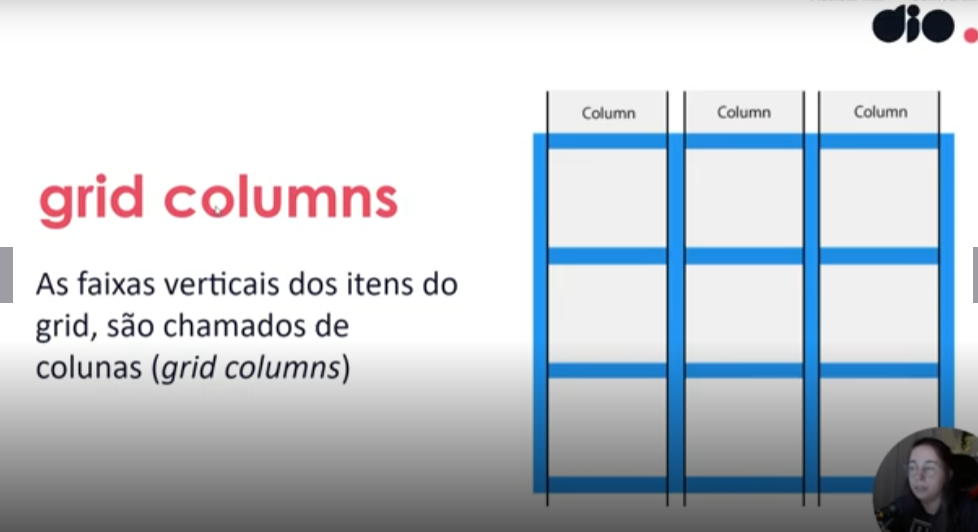 dio.
Column Column Column
grid columns
As faixas verticais dos itens do
grid, são chamados de
colunas (grid columns)